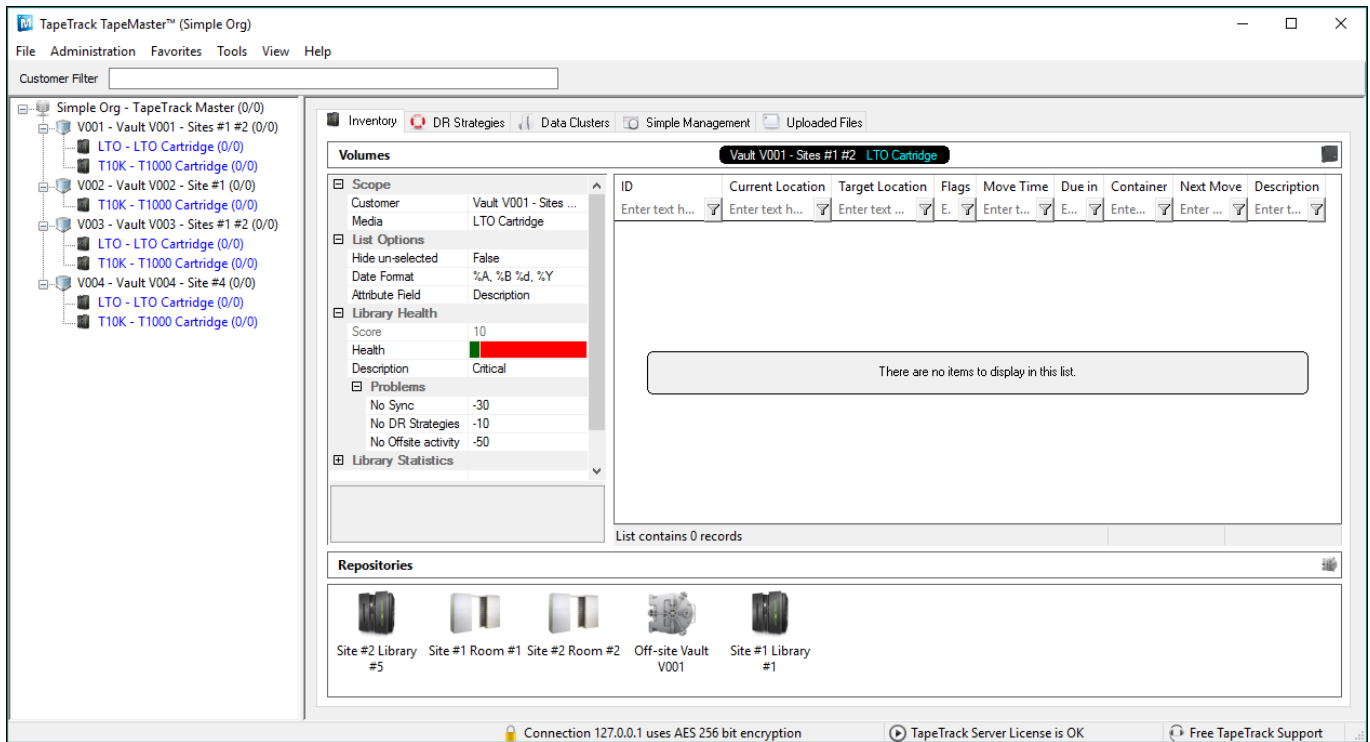 TapeTrack TapeMaster™ (Simple Org)
File Administration Favorites Tools View Help
Customer Filter
Simple Org - TapeTrack Master (0/0)
V001 - Vault V001 - Sites #1 #2 (0/0)
LTO - LTO Cartridge (0/0)
T10K - T1000 Cartridge (0/0)
V002 - Vault V002 - Site #1 (0/0)
T10K - T1000 Cartridge (0/0)
V003 - Vault V003 - Sites #1 #2 (0/0)
LTO - LTO Cartridge (0/0)
T10K - T1000 Cartridge (0/0)
V004 - Vault V004 - Site #4 (0/0)
LTO - LTO Cartridge (0/0)
T10K - T1000 Cartridge (0/0)
Inventory DR Strategies Data Clusters Simple Management Uploaded Files
Volumes Vault V001 - Sites #1 #2 LTO Cartridge
Scope
Customer Vault V001 - Sites ...
Media LTO Cartridge
List Options
Hide un-selected False
Date Format %A, %B %d, %Y
Attribute Field Description
Library Health
Score 10
Health
Description Critical
Problems
No Sync -30
No DR Strategies -10
No Offsite activity -50
Library Statistics
ID Current Location Target Location Flags Move Time Due in Container Next Move Description
Enter text h... Enter text h... Enter text ... E. Enter t... E... Ente... Enter ... Enter t...
There are no items to display in this list.
List contains 0 records
Repositories
Site #2 Library #5
Site #1 Room #1
Site #2 Room #2
Off-site Vault V001
Site #1 Library #1
Connection 127.0.0.1 uses AES 256 bit encryption TapeTrack Server License is OK Free TapeTrack Support